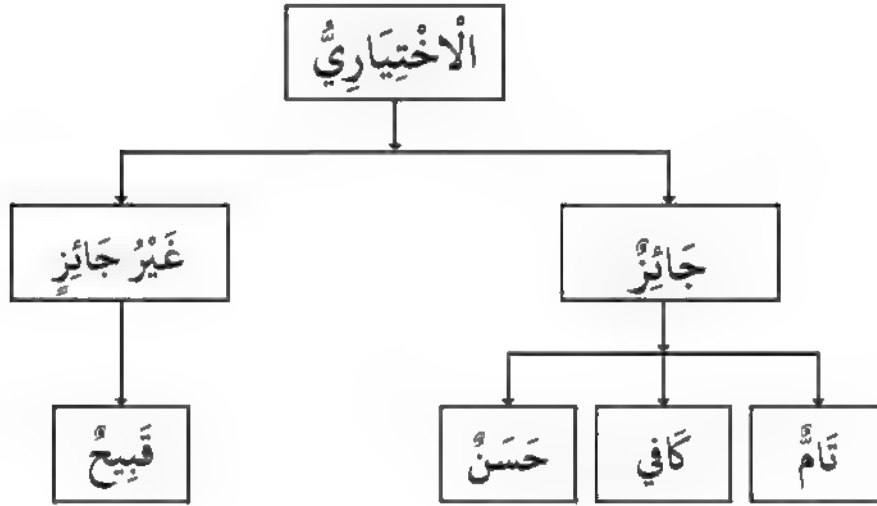 الْاخْتِيَارِيُّ
جَائِزٌ
غَيْرُ جَائِزٍ
تَامٌّ
كَافِي
حَسَنٌ
قَبِيحٌ